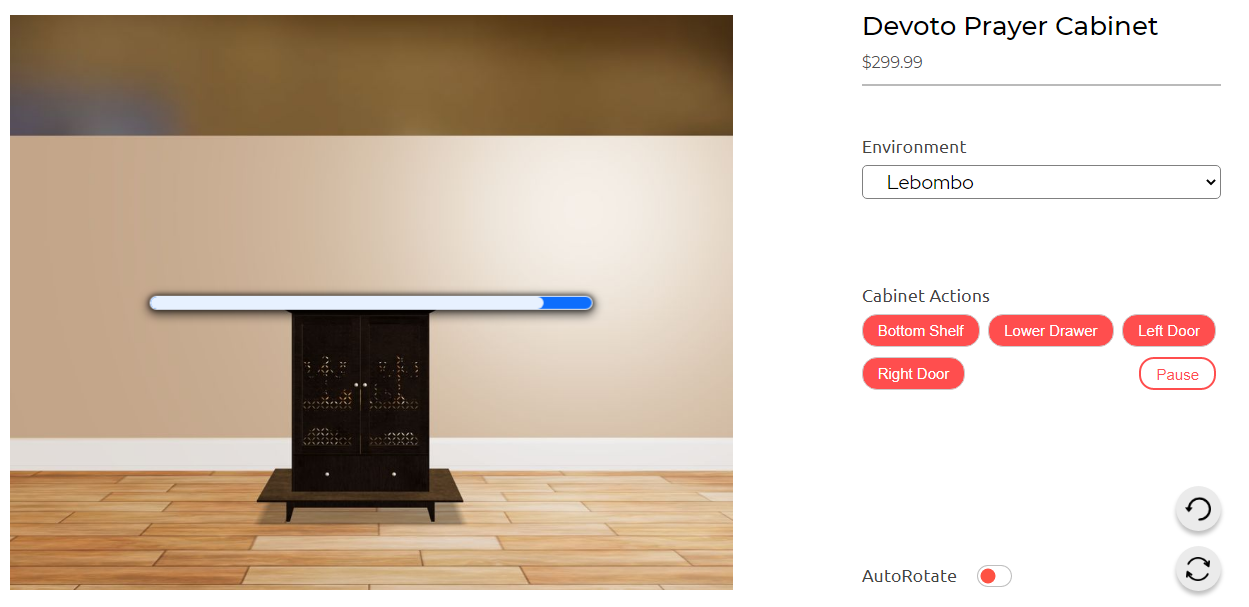 Devoto Prayer Cabinet
$299.99
Environment
Lebombo
Cabinet Actions
Bottom Shelf Lower Drawer Left Door
Right Door Pause
AutoRotate